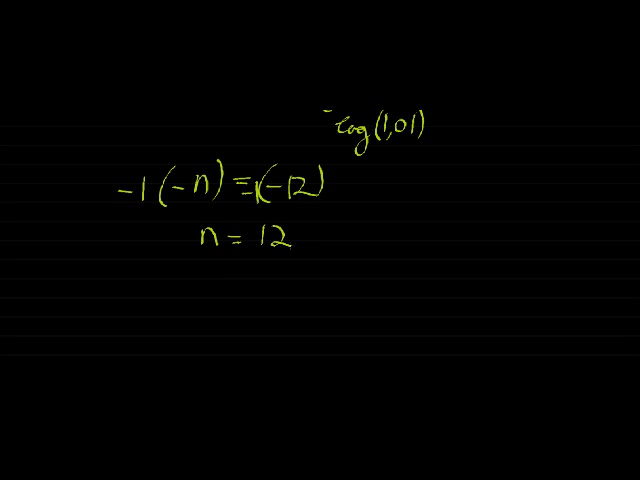 log(1,01)
-1(-n) = -1(-12)
n = 12